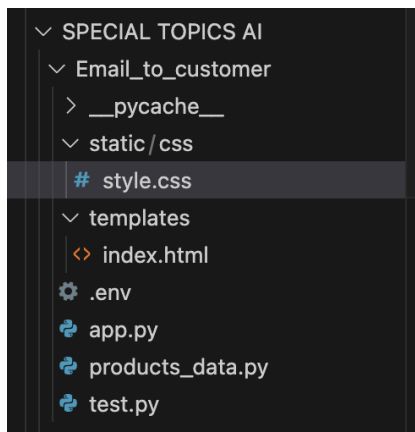 SPECIAL TOPICS AI
Email_to_customer
__pycache__
static/css
# style.css
templates
<> index.html
.env
app.py
products_data.py
test.py